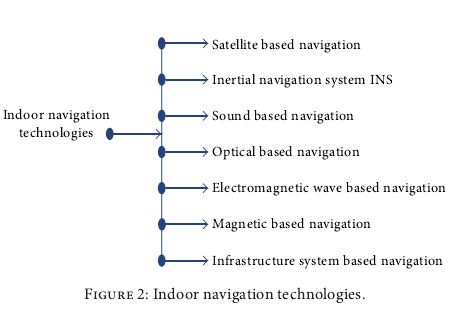 Indoor navigation
technologies
Satellite based navigation
Inertial navigation system INS
Sound based navigation
Optical based navigation
Electromagnetic wave based navigation
Magnetic based navigation
Infrastructure system based navigation
FIGURE 2: Indoor navigation technologies.